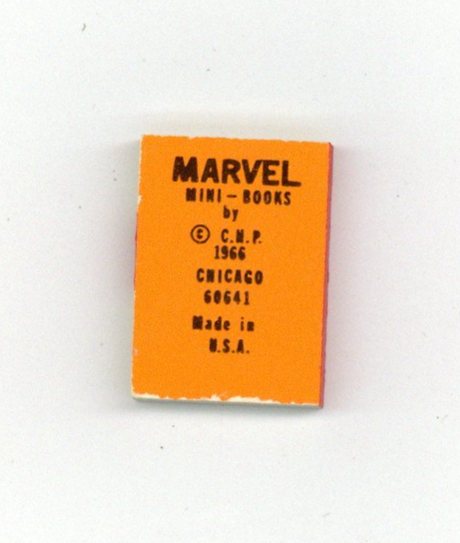 MARVEL
MINI-BOOKS
by
© C.M.P.
1966
CHICAGO
60641
Made in
U.S.A.